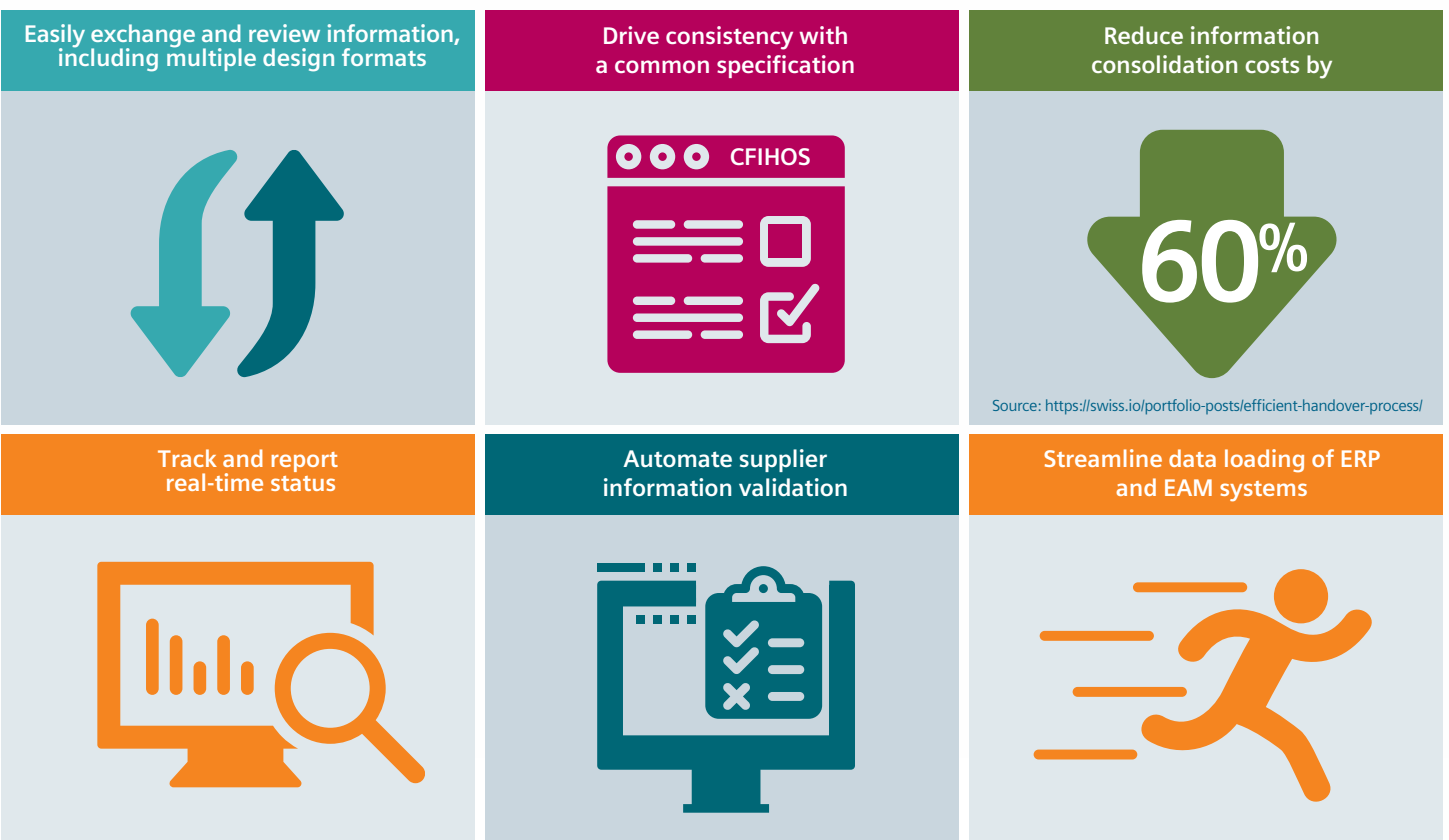 Easily exchange and review information,
including multiple design formats
Drive consistency with
a common specification
CFIHOS
Reduce information
consolidation costs by
60%
Source: https://swiss.io/portfolio-posts/efficient-handover-process/
Track and report
real-time status
Automate supplier
information validation
Streamline data loading of ERP
and EAM systems